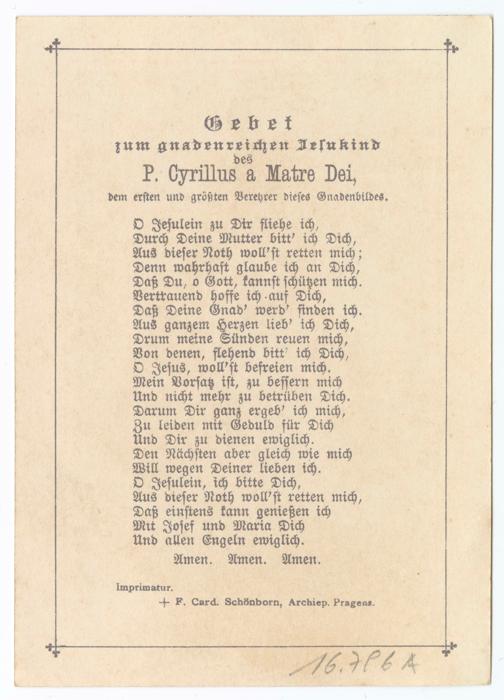 Gebet
zum gnadenreichen Jesukind
des
P. Cyrillus a Matre Dei,
dem ersten und größten Verehrer dieses Gnadenbildes.
O Jesulein zu Dir fliehe ich,
Durch Deine Mutter bitt' ich Dich,
Aus dieser Noth woll'st retten mich;
Denn wahrhaft glaube ich an Dich,
Daß Du, o Gott, kannst schützen mich.
Vertrauend hoffe ich auf Dich,
Daß Deine Gnad' werd' finden ich.
Aus ganzem Herzen lieb' ich Dich,
Drum meine Sünden reuen mich,
Von denen, flehend bitt' ich Dich,
O Jesus, woll'st befreien mich.
Mein Vorsatz ist, zu bessern mich
Und nicht mehr zu betrüben Dich.
Darum Dir ganz ergeb' ich mich,
Zu leiden mit Geduld für Dich
Und Dir zu dienen ewiglich.
Den Nächsten aber gleich wie mich
Will wegen Deiner lieben ich.
O Jesulein, ich bitte Dich,
Aus dieser Noth woll'st retten mich,
Daß einstens kann genießen ich
Mit Josef und Maria Dich
Und allen Engeln ewiglich.
Amen. Amen. Amen.
Imprimatur.
+ F. Card. Schönborn, Archiep. Pragens.
16.796 A